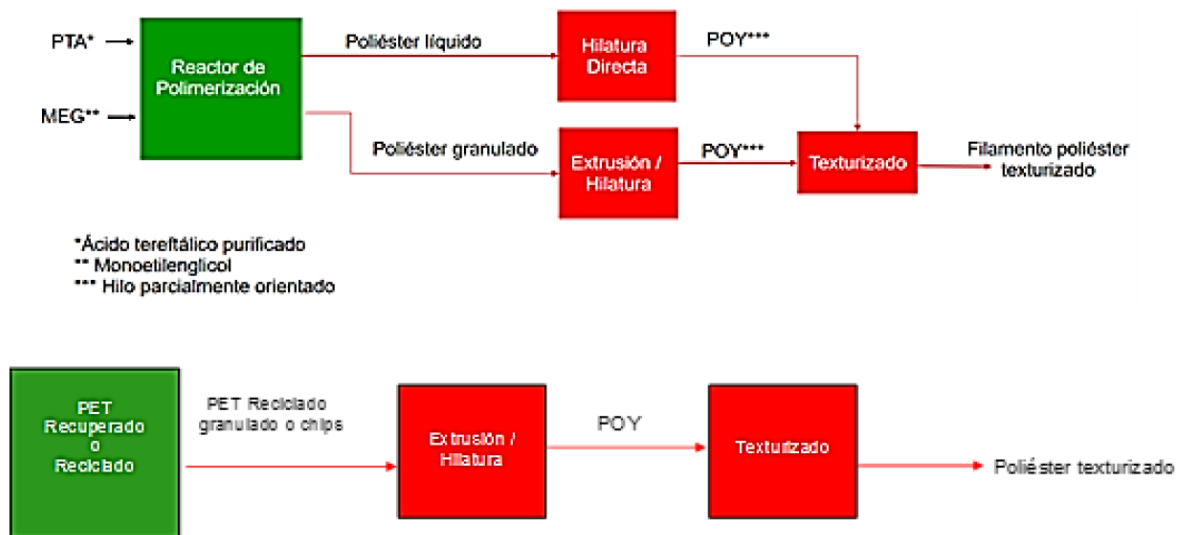 PTA*
MEG**
Reactor de
Polimerización
Poliéster líquido
Poliéster granulado
Hilatura
Directa
Extrusión /
Hilatura
POY***
POY***
Texturizado
Filamento poliéster
texturizado
*Ácido tereftálico purificado
** Monoetilenglicol
*** Hilo parcialmente orientado
PET
Recuperado
o
Reciclado
PET Reciclado
granulado o chips
Extrusión /
Hilatura
POY
Texturizado
Poliéster texturizado